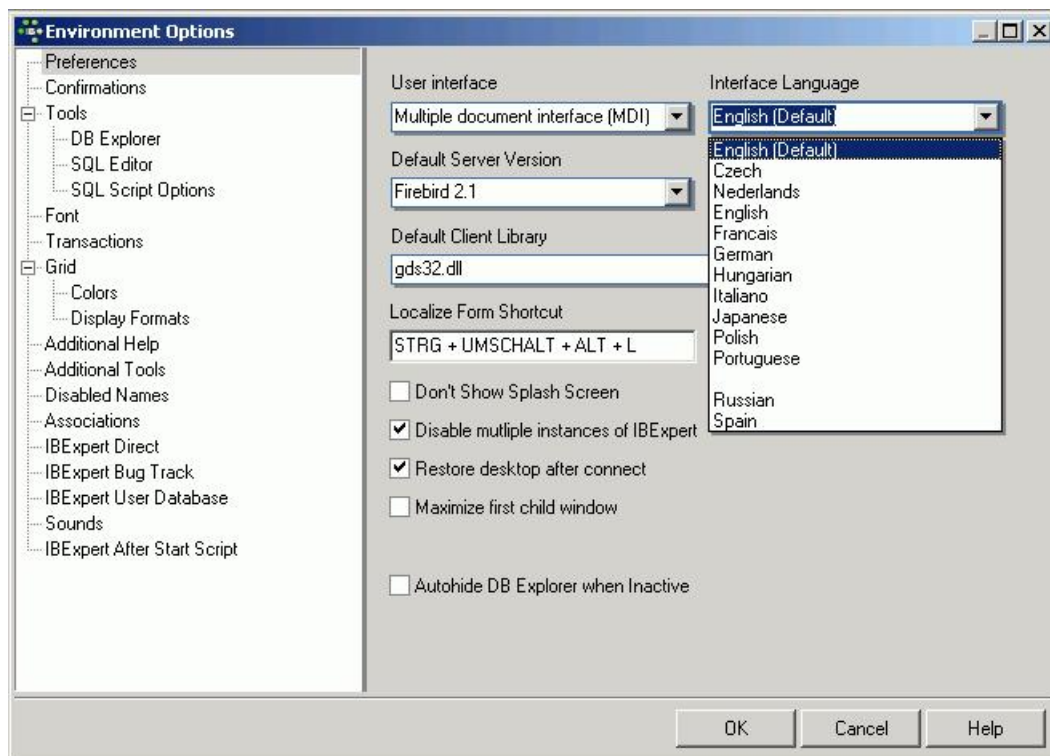 Environment Options
Preferences
Confirmations
Tools
DB Explorer
SQL Editor
SQL Script Options
Font
Transactions
Grid
Colors
Display Formats
Additional Help
Additional Tools
Disabled Names
Associations
IBExpert Direct
IBExpert Bug Track
IBExpert User Database
Sounds
IBExpert After Start Script
User interface
Multiple document interface (MDI)
Default Server Version
Firebird 2.1
Default Client Library
gds32.dll
Localize Form Shortcut
STRG + UMSCHALT + ALT + L
Don't Show Splash Screen
Disable mutliple instances of IBExpert
Restore desktop after connect
Maximize first child window
Autohide DB Explorer when Inactive
Interface Language
English (Default)
English (Default)
Czech
Nederlands
English
Francais
German
Hungarian
Italiano
Japanese
Polish
Portuguese
Russian
Spain
OK
Cancel
Help